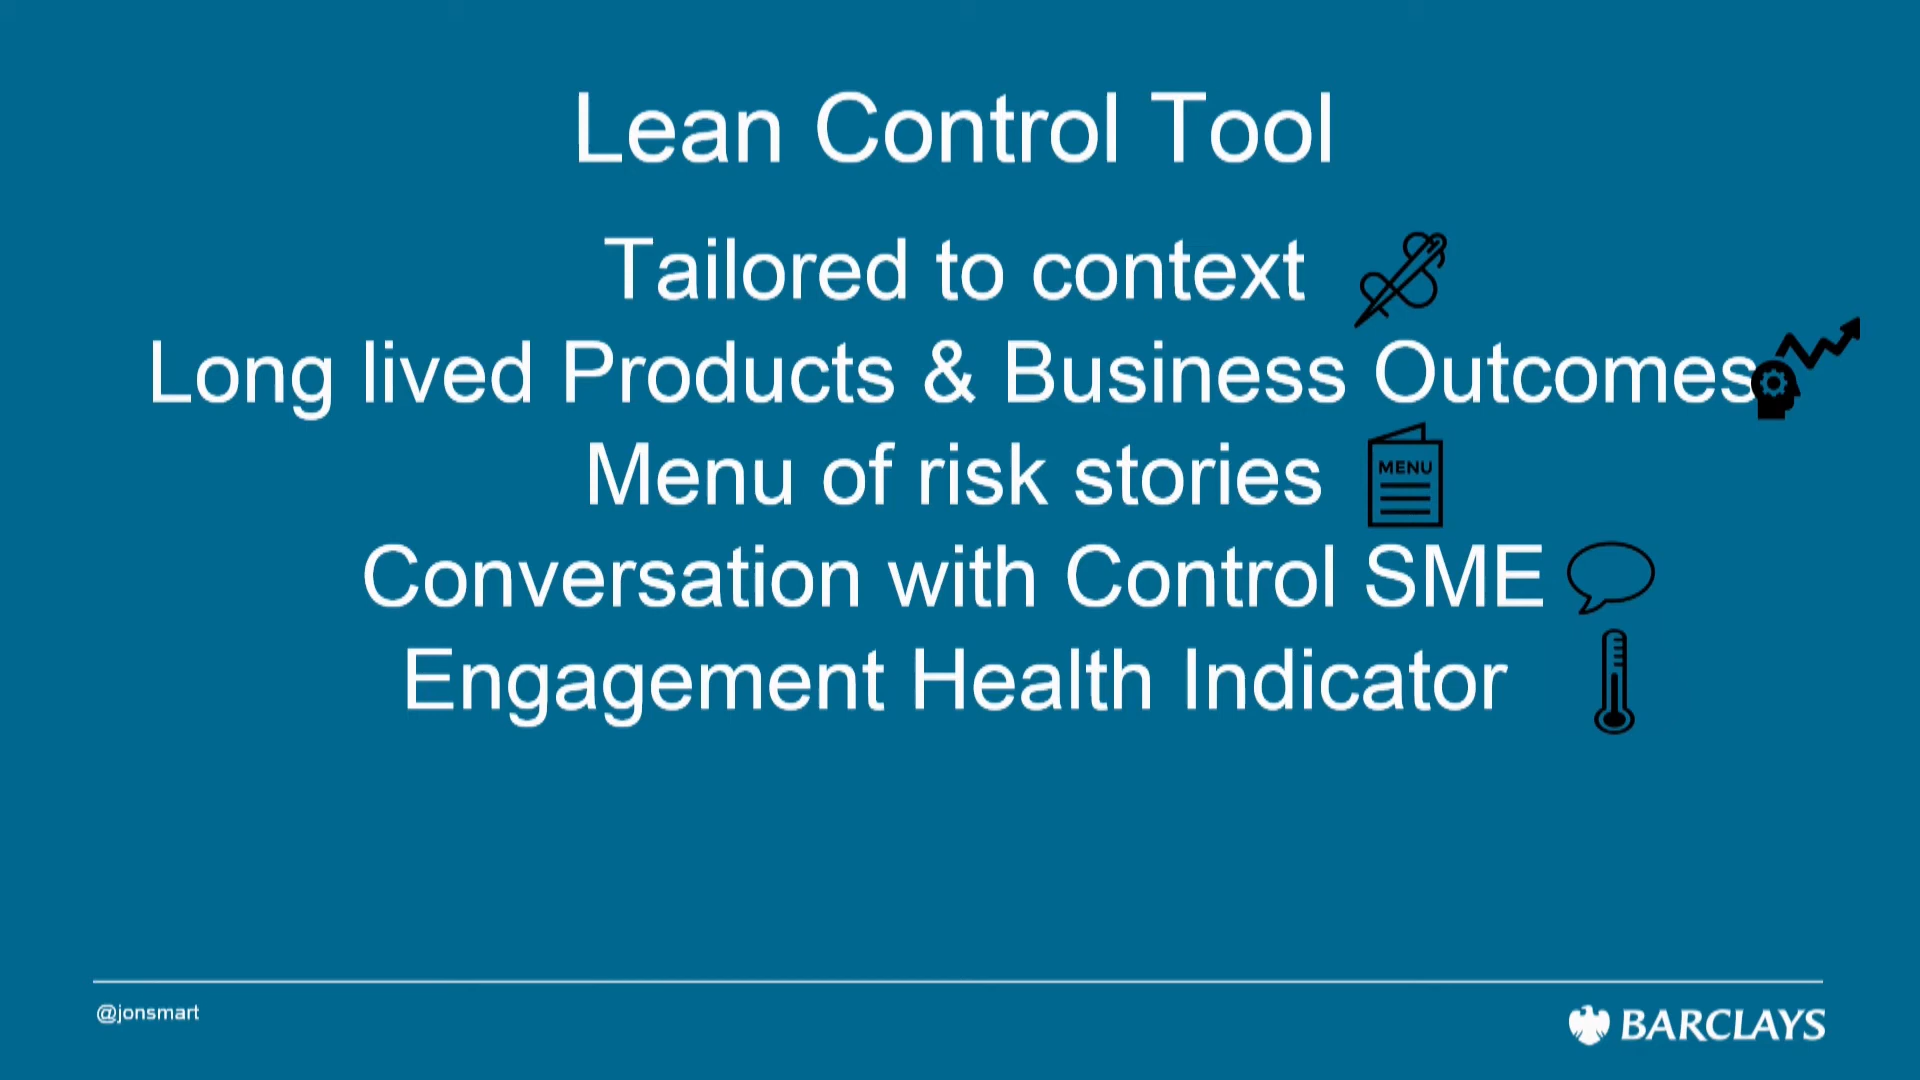 Lean Control Tool
Tailored to context
Long lived Products & Business Outcomes
Menu of risk stories
MENU
Conversation with Control SME
Engagement Health Indicator
@jonsmart
BARCLAYS